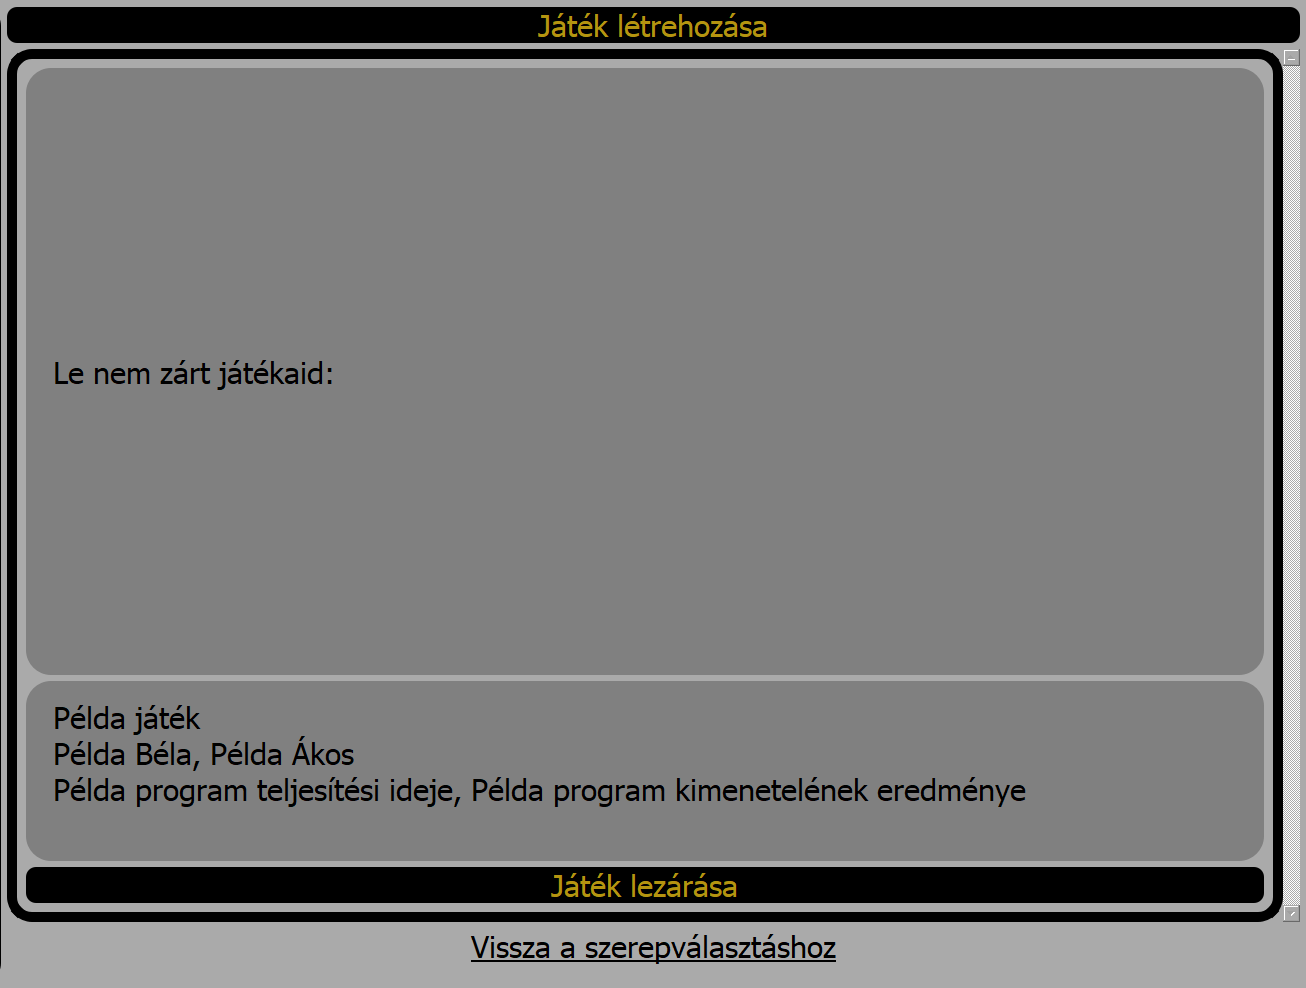 Játék létrehozása
Le nem zárt játékaid:
Példa játék
Példa Béla, Példa Ákos
Példa program teljesítési ideje, Példa program kimenetelének eredménye
Játék lezárása
Vissza a szerepválasztáshoz